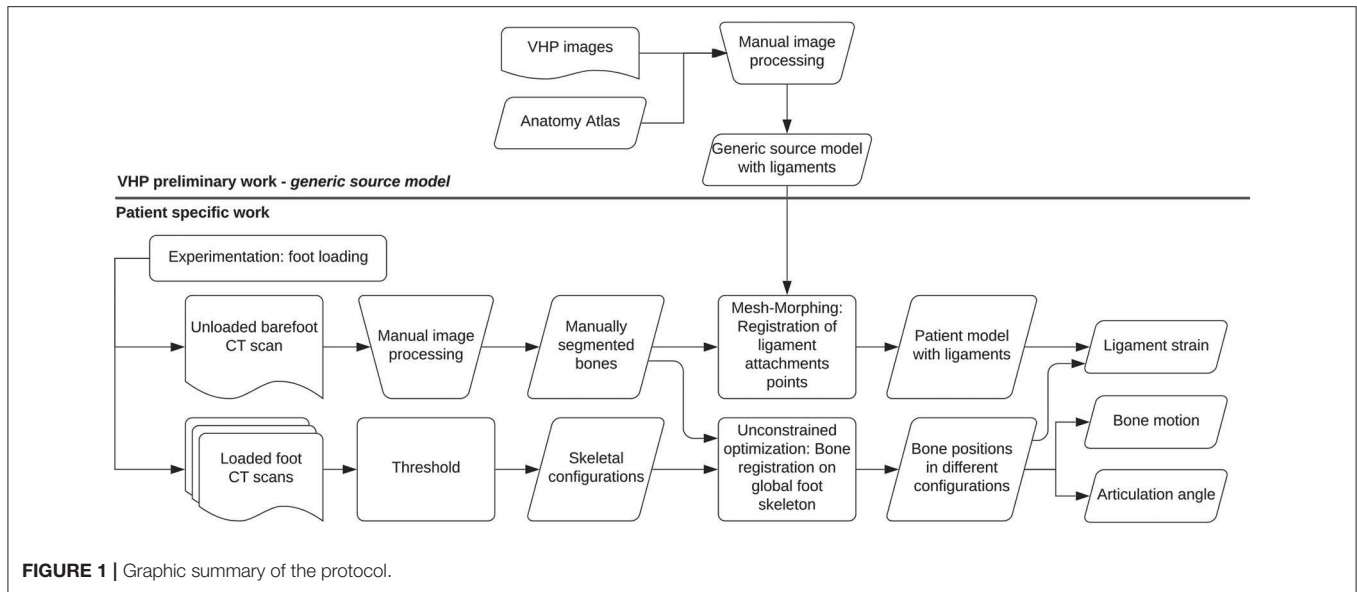 VHP images
Manual image
processing
Anatomy Atlas
Generic source model
with ligaments
VHP preliminary work - generic source model
Patient specific work
Experimentation: foot loading
Unloaded barefoot
CT scan
Manual image
processing
Manually
segmented
bones
Mesh-Morphing:
Registration of
ligament
attachments
points
Patient model
with ligaments
Ligament strain
Loaded foot
CT scans
Threshold
Skeletal
configurations
Unconstrained
optimization: Bone
registration on
global foot
skeleton
Bone positions
in different
configurations
Bone motion
Articulation angle
FIGURE 1 | Graphic summary of the protocol.